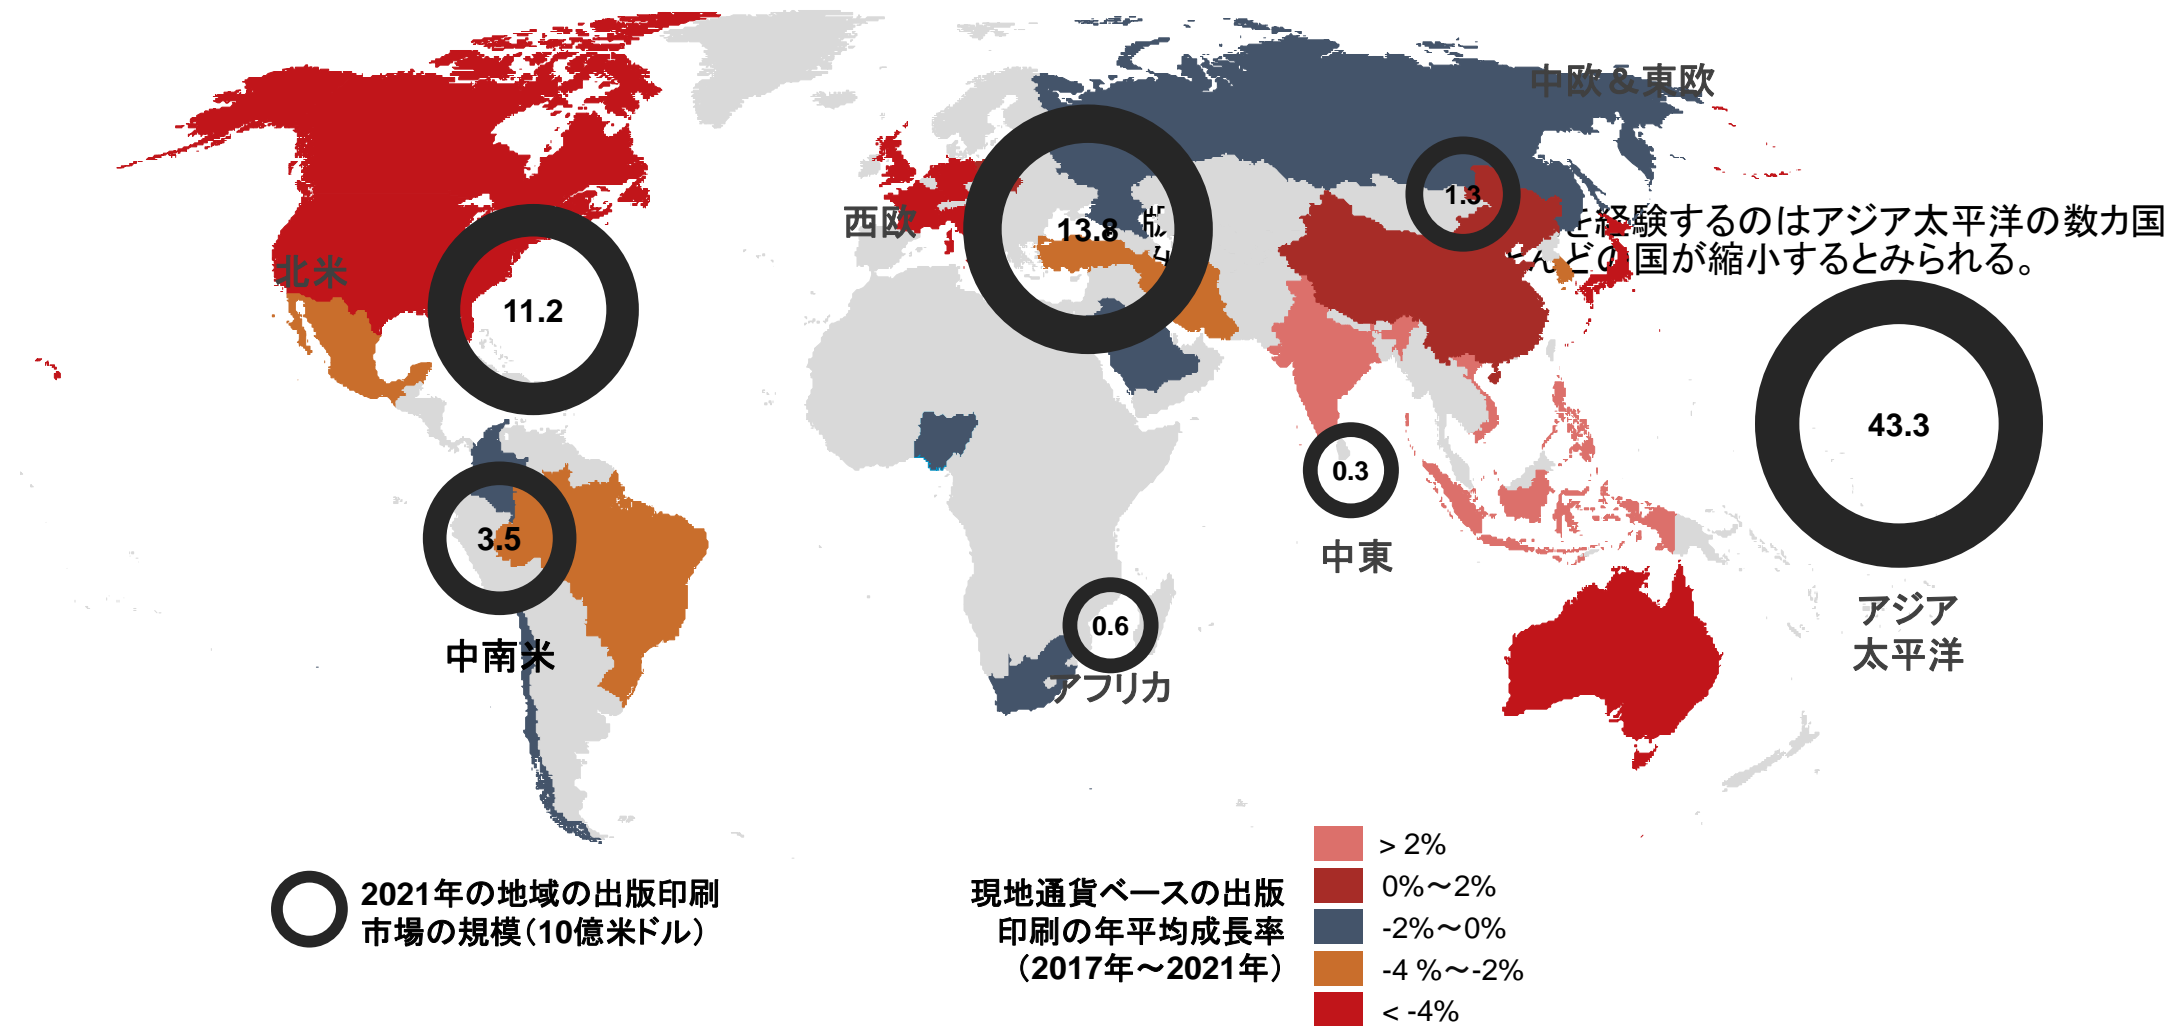 中欧＆東欧
1.3
西欧
13.8
版
を経験するのはアジア太平洋の数カ国
とんどの国が縮小するとみられる。
北米
11.2
43.3
0.3
3.5
中東
アジア
太平洋
0.6
中南米
アフリカ
2021年の地域の出版印刷
市場の規模（10億米ドル）
現地通貨ベースの出版
印刷の年平均成長率
（2017年～2021年）
> 2%
0%～2%
-2%～0%
-4 %～-2%
< -4%